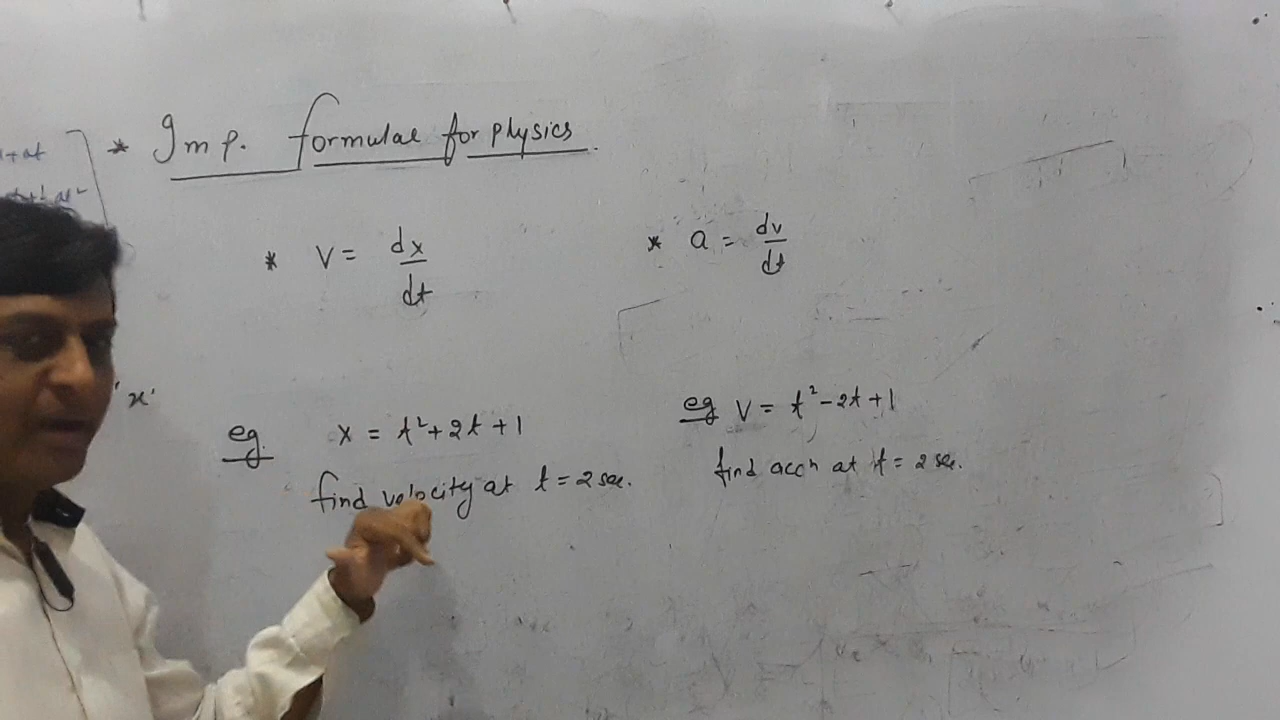 +at
* Imp. formulae for physics.
* V = dx/dt
* a = dv/dt
'x'
eg. x = t²+2t+1
find velocity at t = 2 sec.
eg V = t²-2t+1
find accn at t = 2 sec.